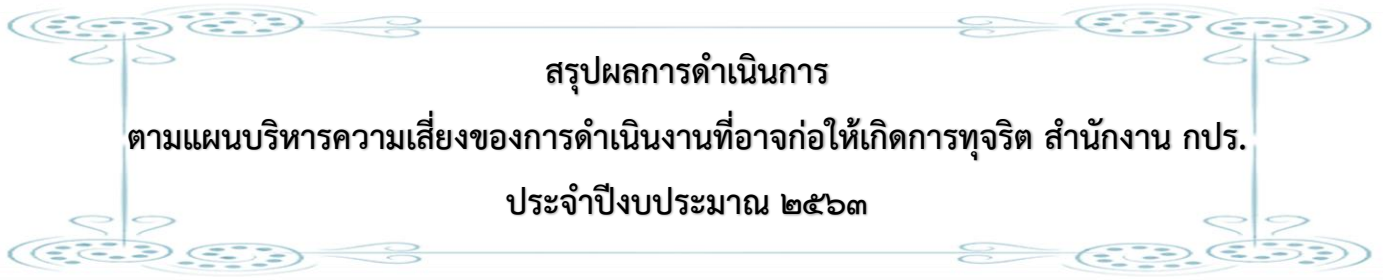 สรุปผลการดำเนินการ
ตามแผนบริหารความเสี่ยงของการดำเนินงานที่อาจก่อให้เกิดการทุจริต สำนักงาน กปร.
ประจำปีงบประมาณ ๒๕๖๓